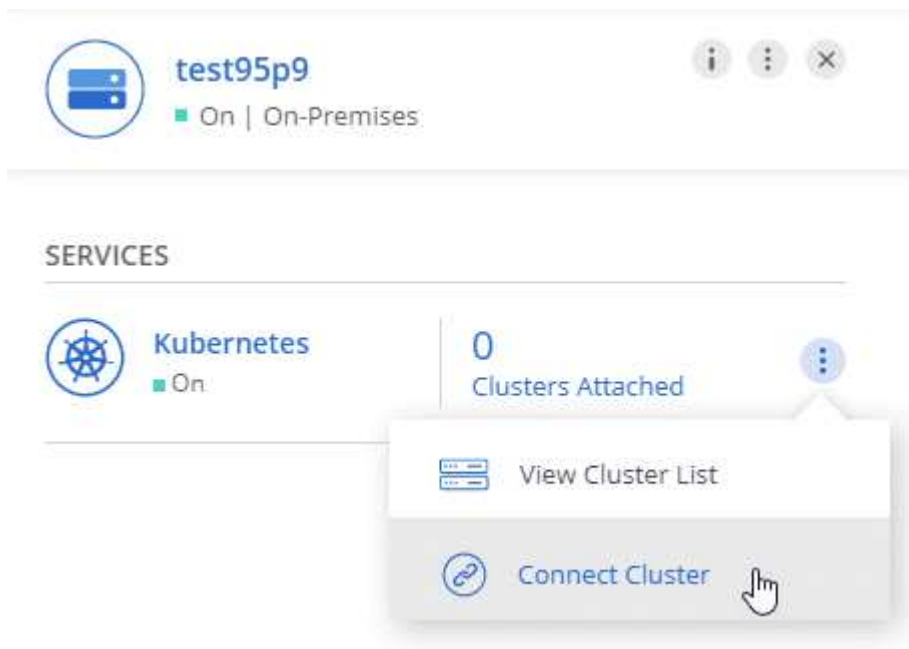 test95p9
On | On-Premises
SERVICES
Kubernetes
On
0
Clusters Attached
View Cluster List
Connect Cluster